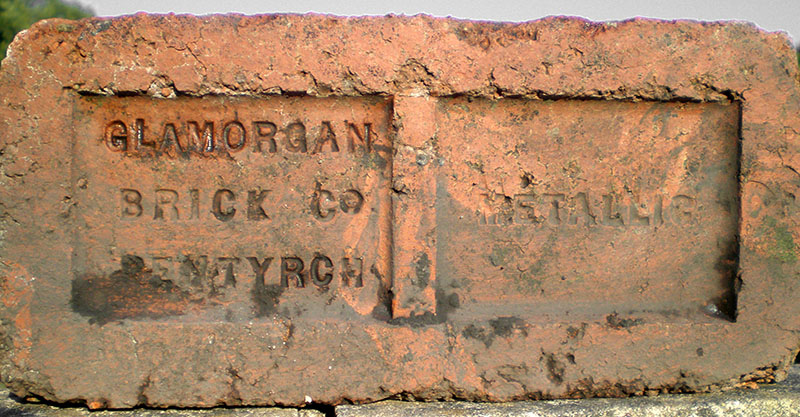 GLAMORGAN
BRICK Co
PENTYRCH
METALLIC